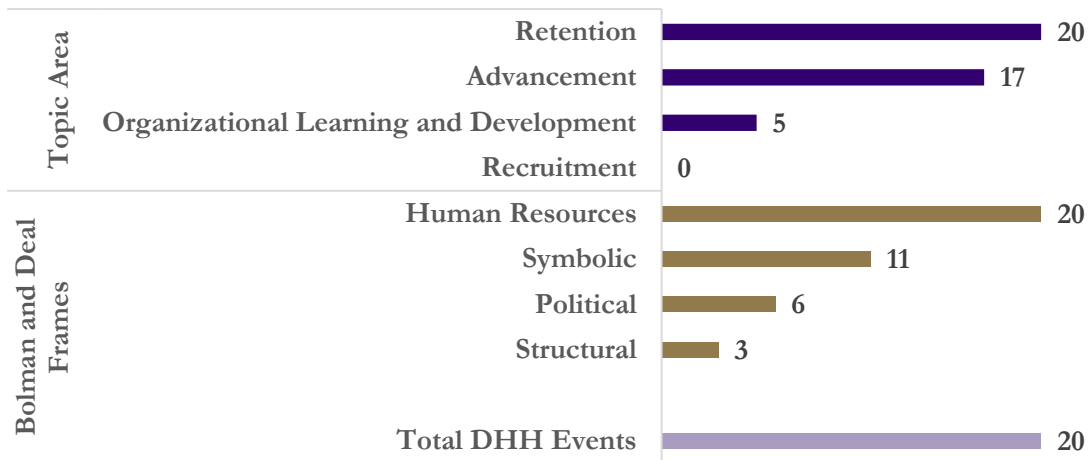 Topic Area
Retention 20
Advancement 17
Organizational Learning and Development 5
Recruitment 0
Bolman and Deal
Frames
Human Resources 20
Symbolic 11
Political 6
Structural 3
Total DHH Events 20